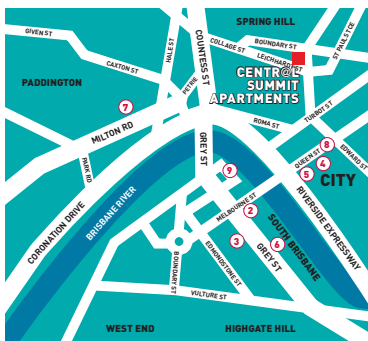 SPRING HILL
GIVEN ST
HALE ST
COUNTESS ST
COLLAGE ST
BOUNDARY ST
ST PAULS TCE
LEICHHARDT ST
CAXTON ST
PETRIE
CENTR@L
SUMMIT
APARTMENTS
PADDINGTON
7
MILTON RD
ROMA ST
TURBOT ST
GREY ST
8
QUEEN ST
EDWARD ST
4
5
CITY
PARK RD
9
BRISBANE RIVER
CORONATION DRIVE
MELBOURNE ST
2
RIVERSIDE EXPRESSWAY
SOUTH BRISBANE
3
6
GREY ST
EDMONDSTONE ST
BOUNDARY ST
VULTURE ST
WEST END
HIGHGATE HILL